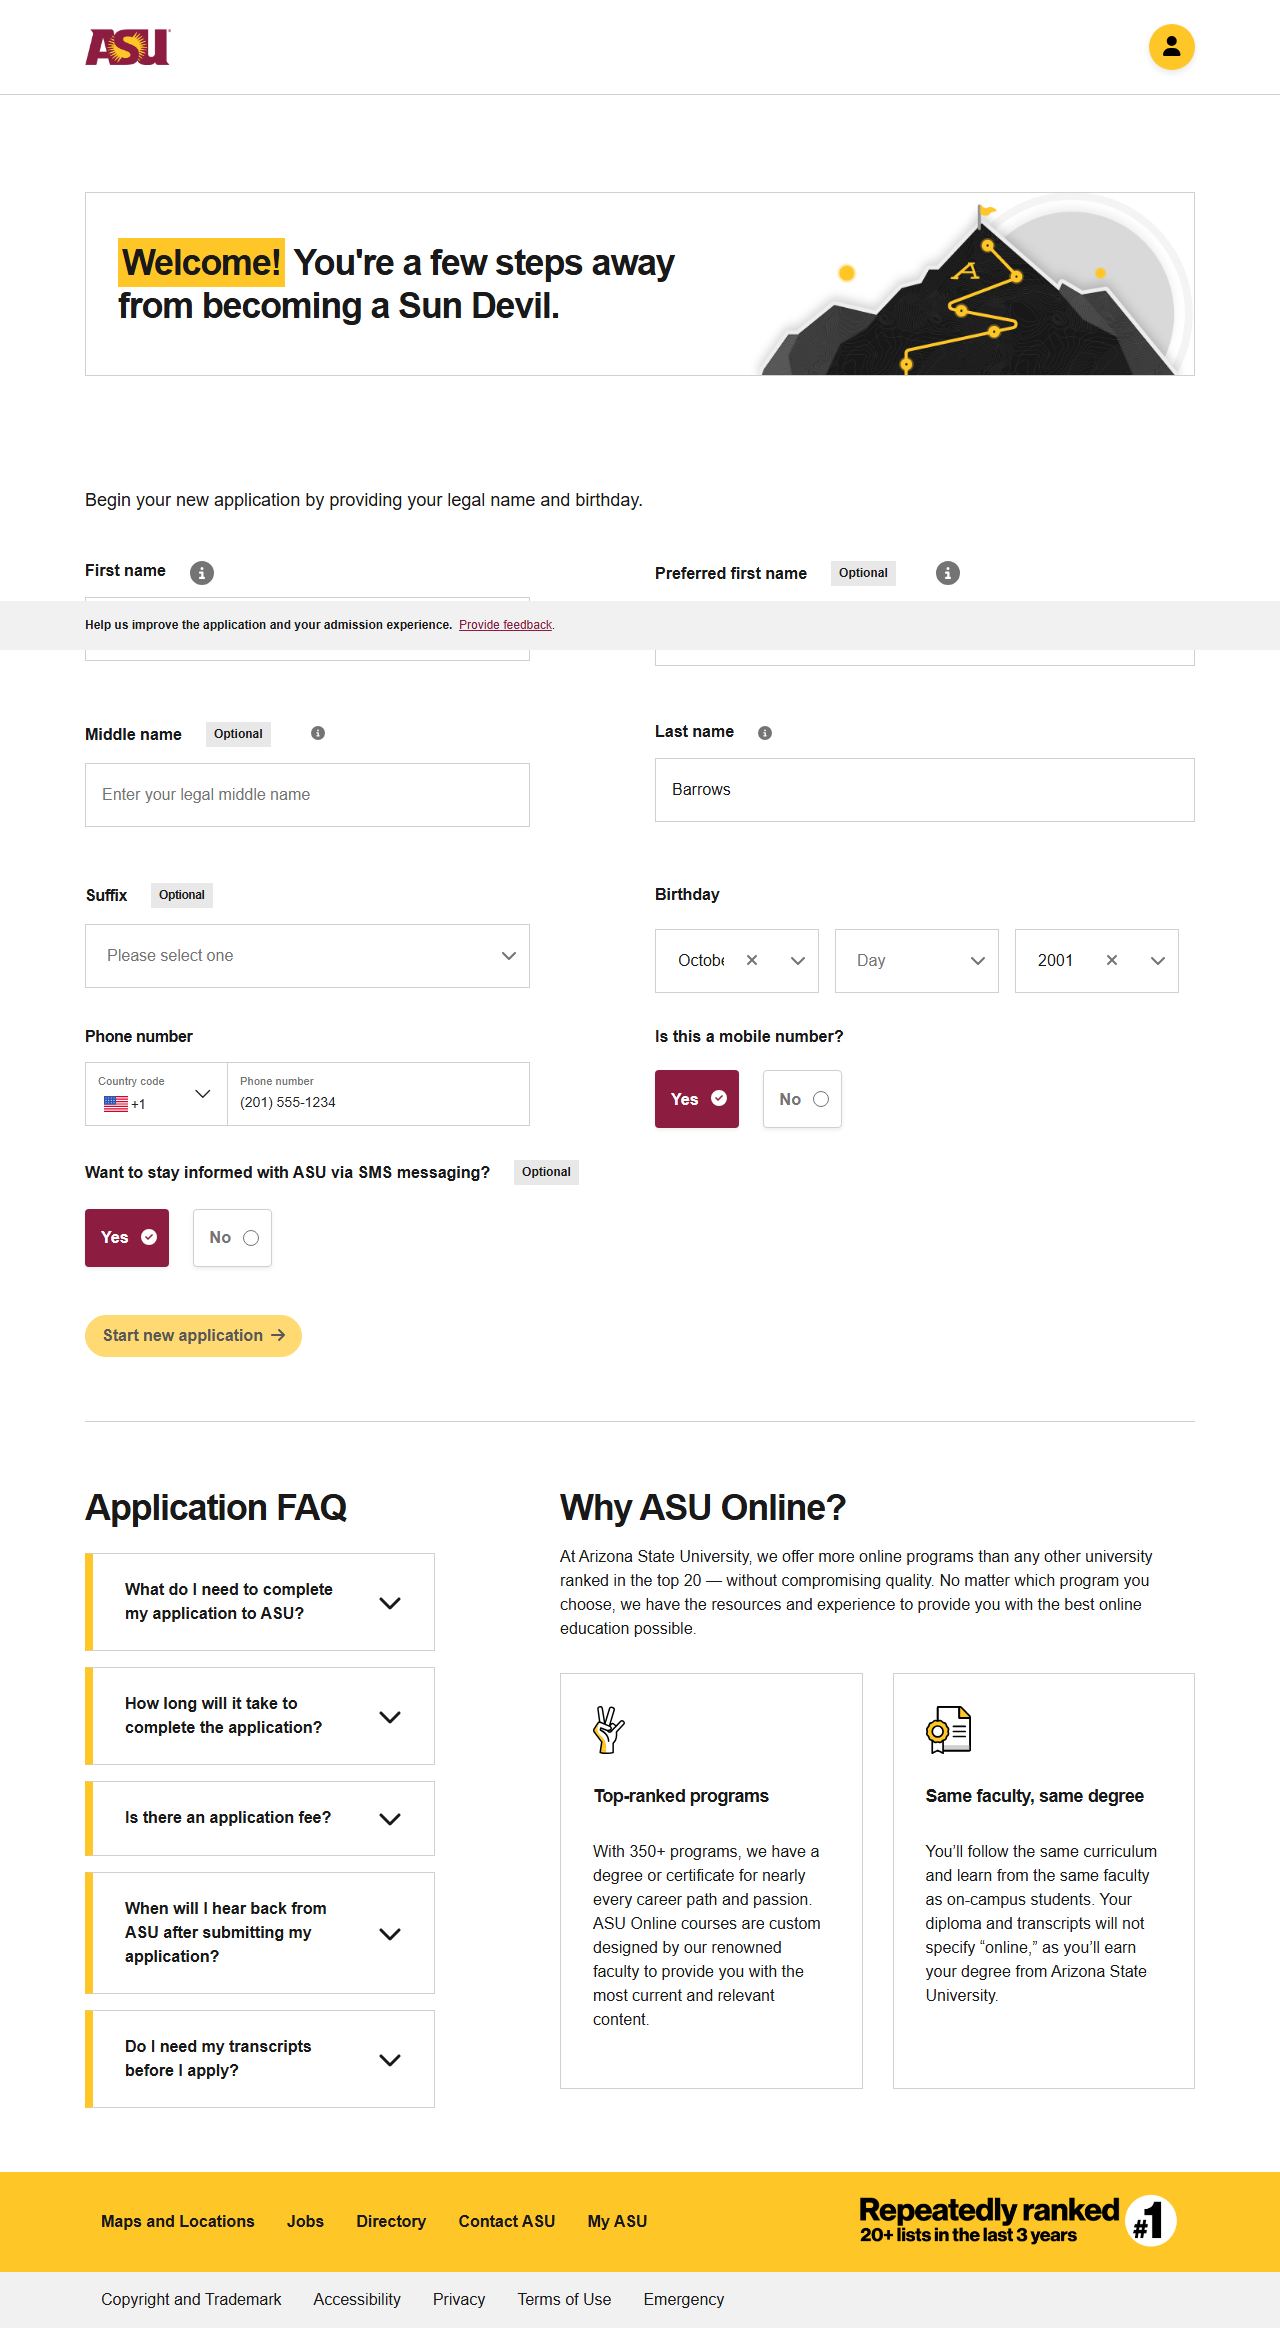 ASU
Welcome! You're a few steps away
from becoming a Sun Devil.
A
Begin your new application by providing your legal name and birthday.
First name
Preferred first name Optional
Help us improve the application and your admission experience. Provide feedback.
Middle name Optional
Last name
Enter your legal middle name
Barrows
Suffix Optional
Birthday
Please select one
Octobe
Day
2001
Phone number
Is this a mobile number?
Country code
+1
Phone number
(201) 555-1234
Yes
No
Want to stay informed with ASU via SMS messaging? Optional
Yes
No
Start new application
Application FAQ
What do I need to complete
my application to ASU?
How long will it take to
complete the application?
Is there an application fee?
When will I hear back from
ASU after submitting my
application?
Do I need my transcripts
before I apply?
Why ASU Online?
At Arizona State University, we offer more online programs than any other university
ranked in the top 20 — without compromising quality. No matter which program you
choose, we have the resources and experience to provide you with the best online
education possible.
Top-ranked programs
With 350+ programs, we have a
degree or certificate for nearly
every career path and passion.
ASU Online courses are custom
designed by our renowned
faculty to provide you with the
most current and relevant
content.
Same faculty, same degree
You’ll follow the same curriculum
and learn from the same faculty
as on-campus students. Your
diploma and transcripts will not
specify “online,” as you’ll earn
your degree from Arizona State
University.
Maps and Locations Jobs Directory Contact ASU My ASU
Repeatedly ranked
20+ lists in the last 3 years
#1
Copyright and Trademark Accessibility Privacy Terms of Use Emergency